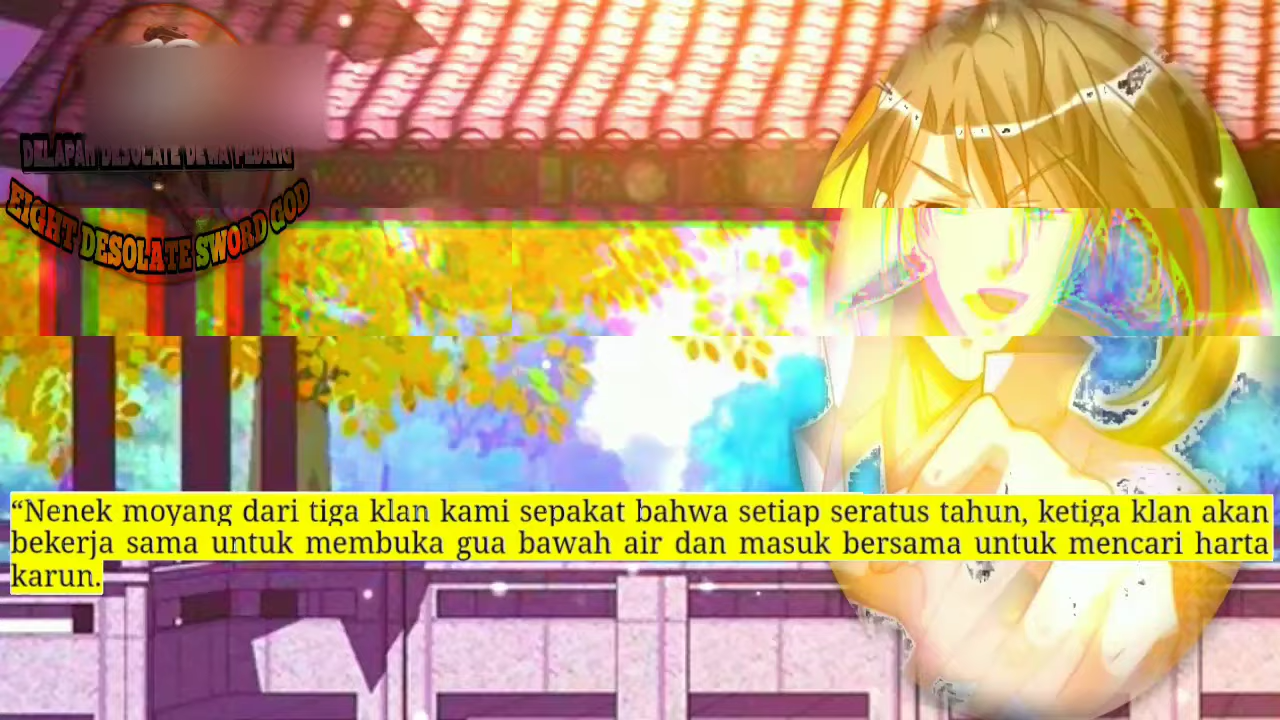 DELAPAN DESOLATE DEWA PEDANG
EIGHT DESOLATE SWORD GOD
“Nenek moyang dari tiga klan kami sepakat bahwa setiap seratus tahun, ketiga klan akan
bekerja sama untuk membuka gua bawah air dan masuk bersama untuk mencari harta
karun.